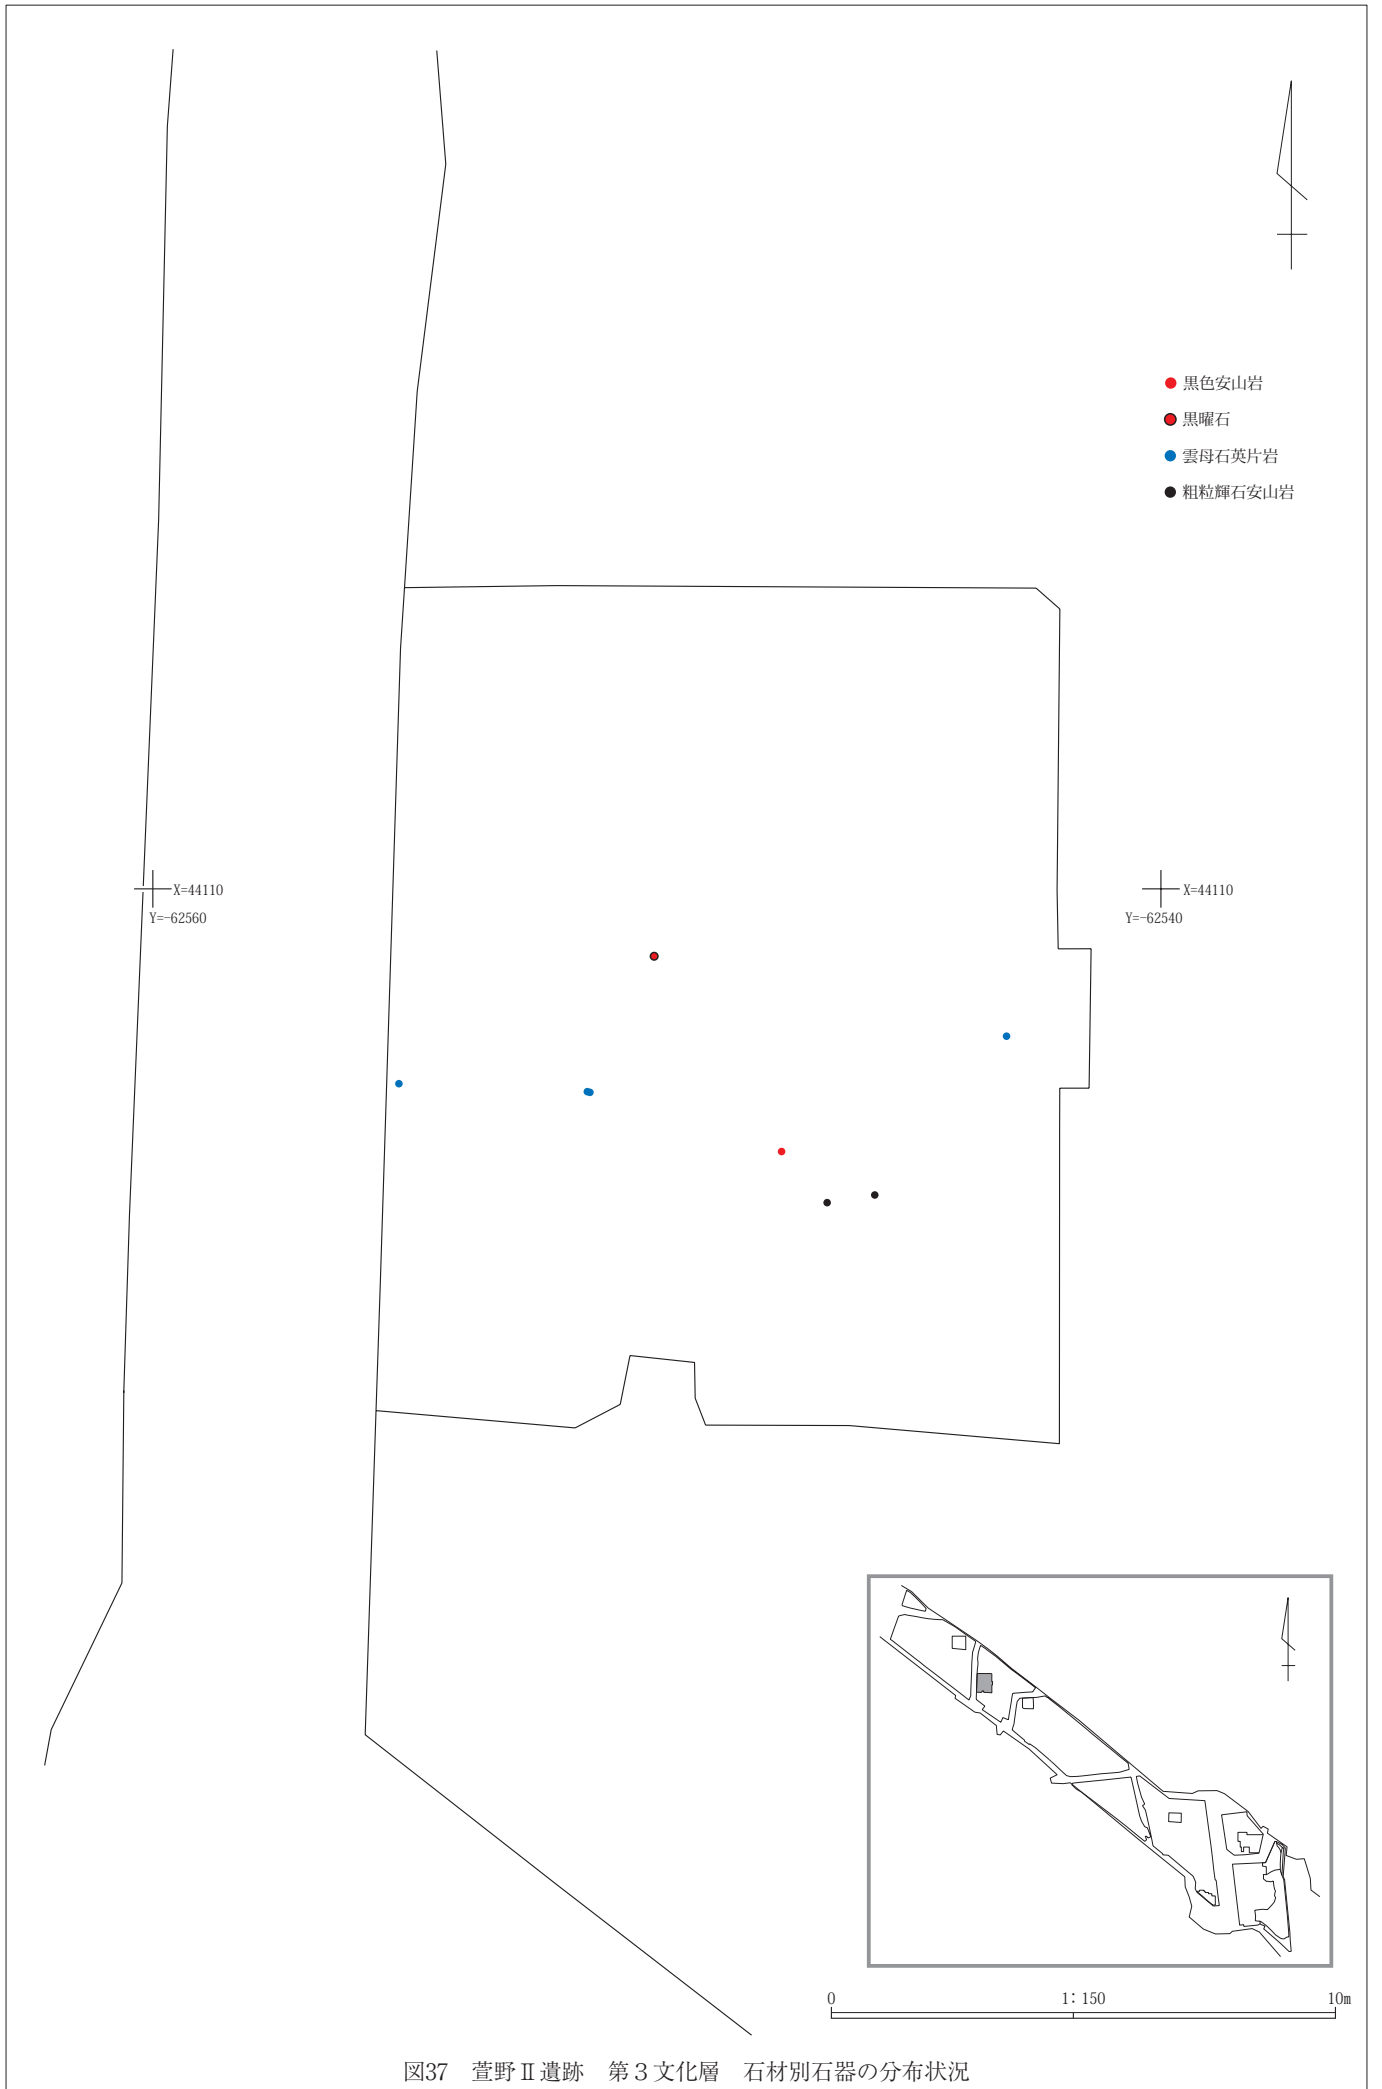 黒色安山岩
黒曜石
雲母石英片岩
粗粒輝石安山岩
X=44110
Y=-62560
X=44110
Y=-62540
0 1:150 10m
図37 萱野Ⅱ遺跡 第3文化層 石材別石器の分布状況